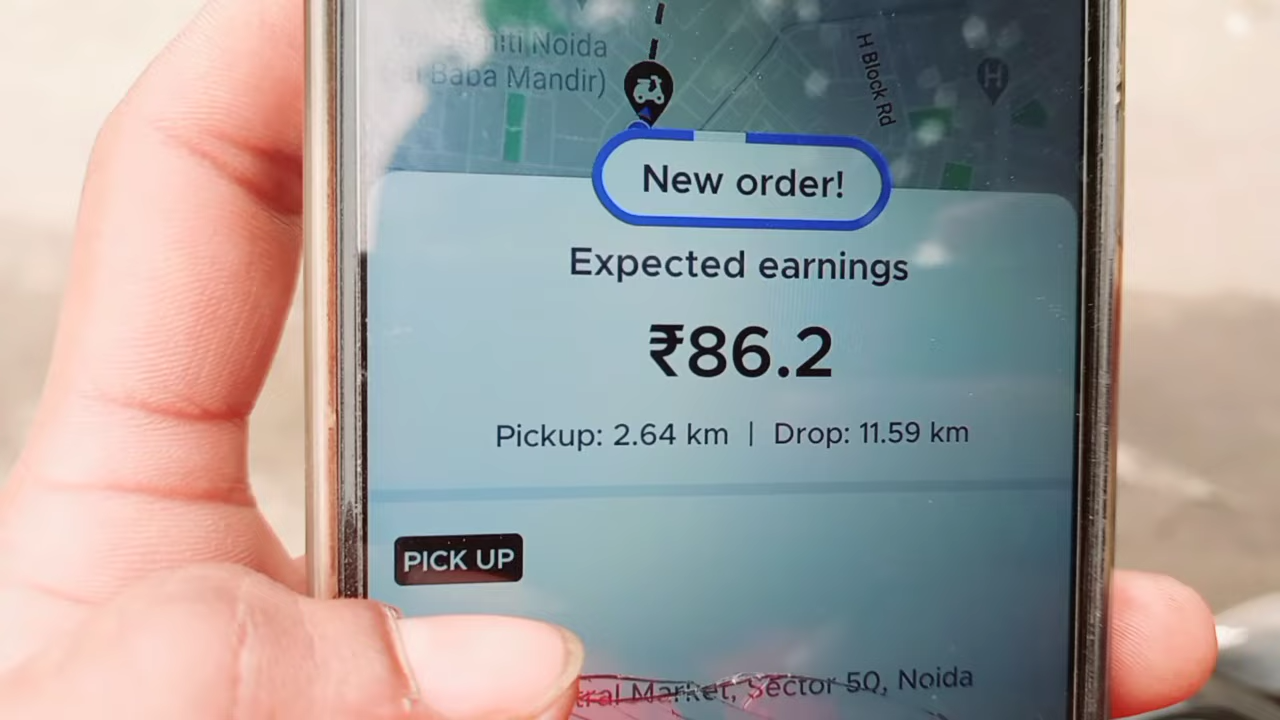 Noida
Baba Mandir)
H Block Rd
H
New order!
Expected earnings
₹86.2
Pickup: 2.64 km | Drop: 11.59 km
PICK UP
Market, Sector 50, Noida